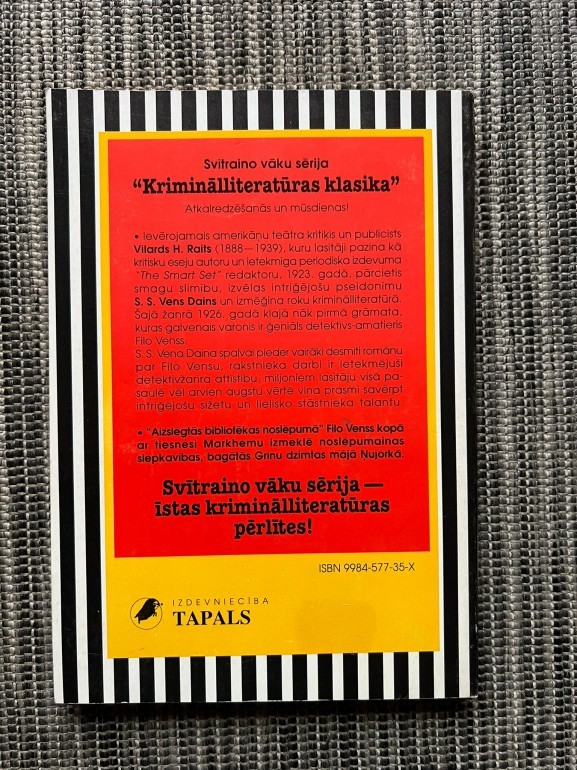 Svītraino vāku sērija
“Kriminālliteratūras klasika”
Atkalredzēšanās un mūsdienas!
• Ievērojamais amerikāņu teātra kritiķis un publicists
Vilards H. Raits (1888—1939), kuru lasītāji pazina kā
kritisku eseju autoru un ietekmīga periodiska izdevuma
“The Smart Set” redaktoru, 1923. gadā, pārcietis
smagu slimību, izvēlas intriģējošu pseidonīmu
S. S. Vens Dains un izmēģina roku kriminālliteratūrā.
Šajā žanrā 1926. gadā klajā nāk pirmā grāmata,
kuras galvenais varonis ir ģeniāls detektīvs-amatieris
Filo Venss.
S. S. Vena Daina spalvai pieder vairāki desmiti romānu
par Filo Vensu, rakstnieka darbi ir ietekmējuši
detektīvžanra attīstību, miljoniem lasītāju visā pa-
saulē vēl arvien augstu vērtē viņa prasmi savērpt
intriģējošu sižetu un lielisko stāstnieka talantu.
• “Aizslēgtās bibliotēkas noslēpumā” Filo Venss kopā
ar tiesnesi Markhemu izmeklē noslēpumainas
slepkavības, bagātās Grīnu dzimtas mājā Ņujorkā.
Svītraino vāku sērija —
īstas kriminālliteratūras
pērlītes!
ISBN 9984-577-35-X
IZDEVNIECĪBA
TAPALS